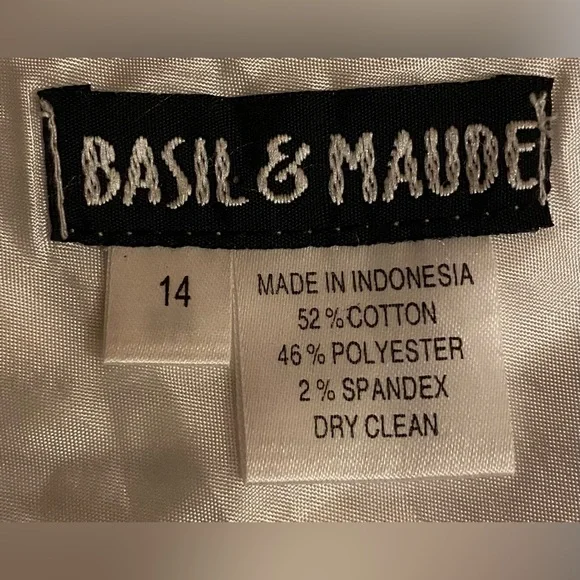 BASIL & MAUDE
14
MADE IN INDONESIA
52 % COTTON
46 % POLYESTER
2 % SPANDEX
DRY CLEAN